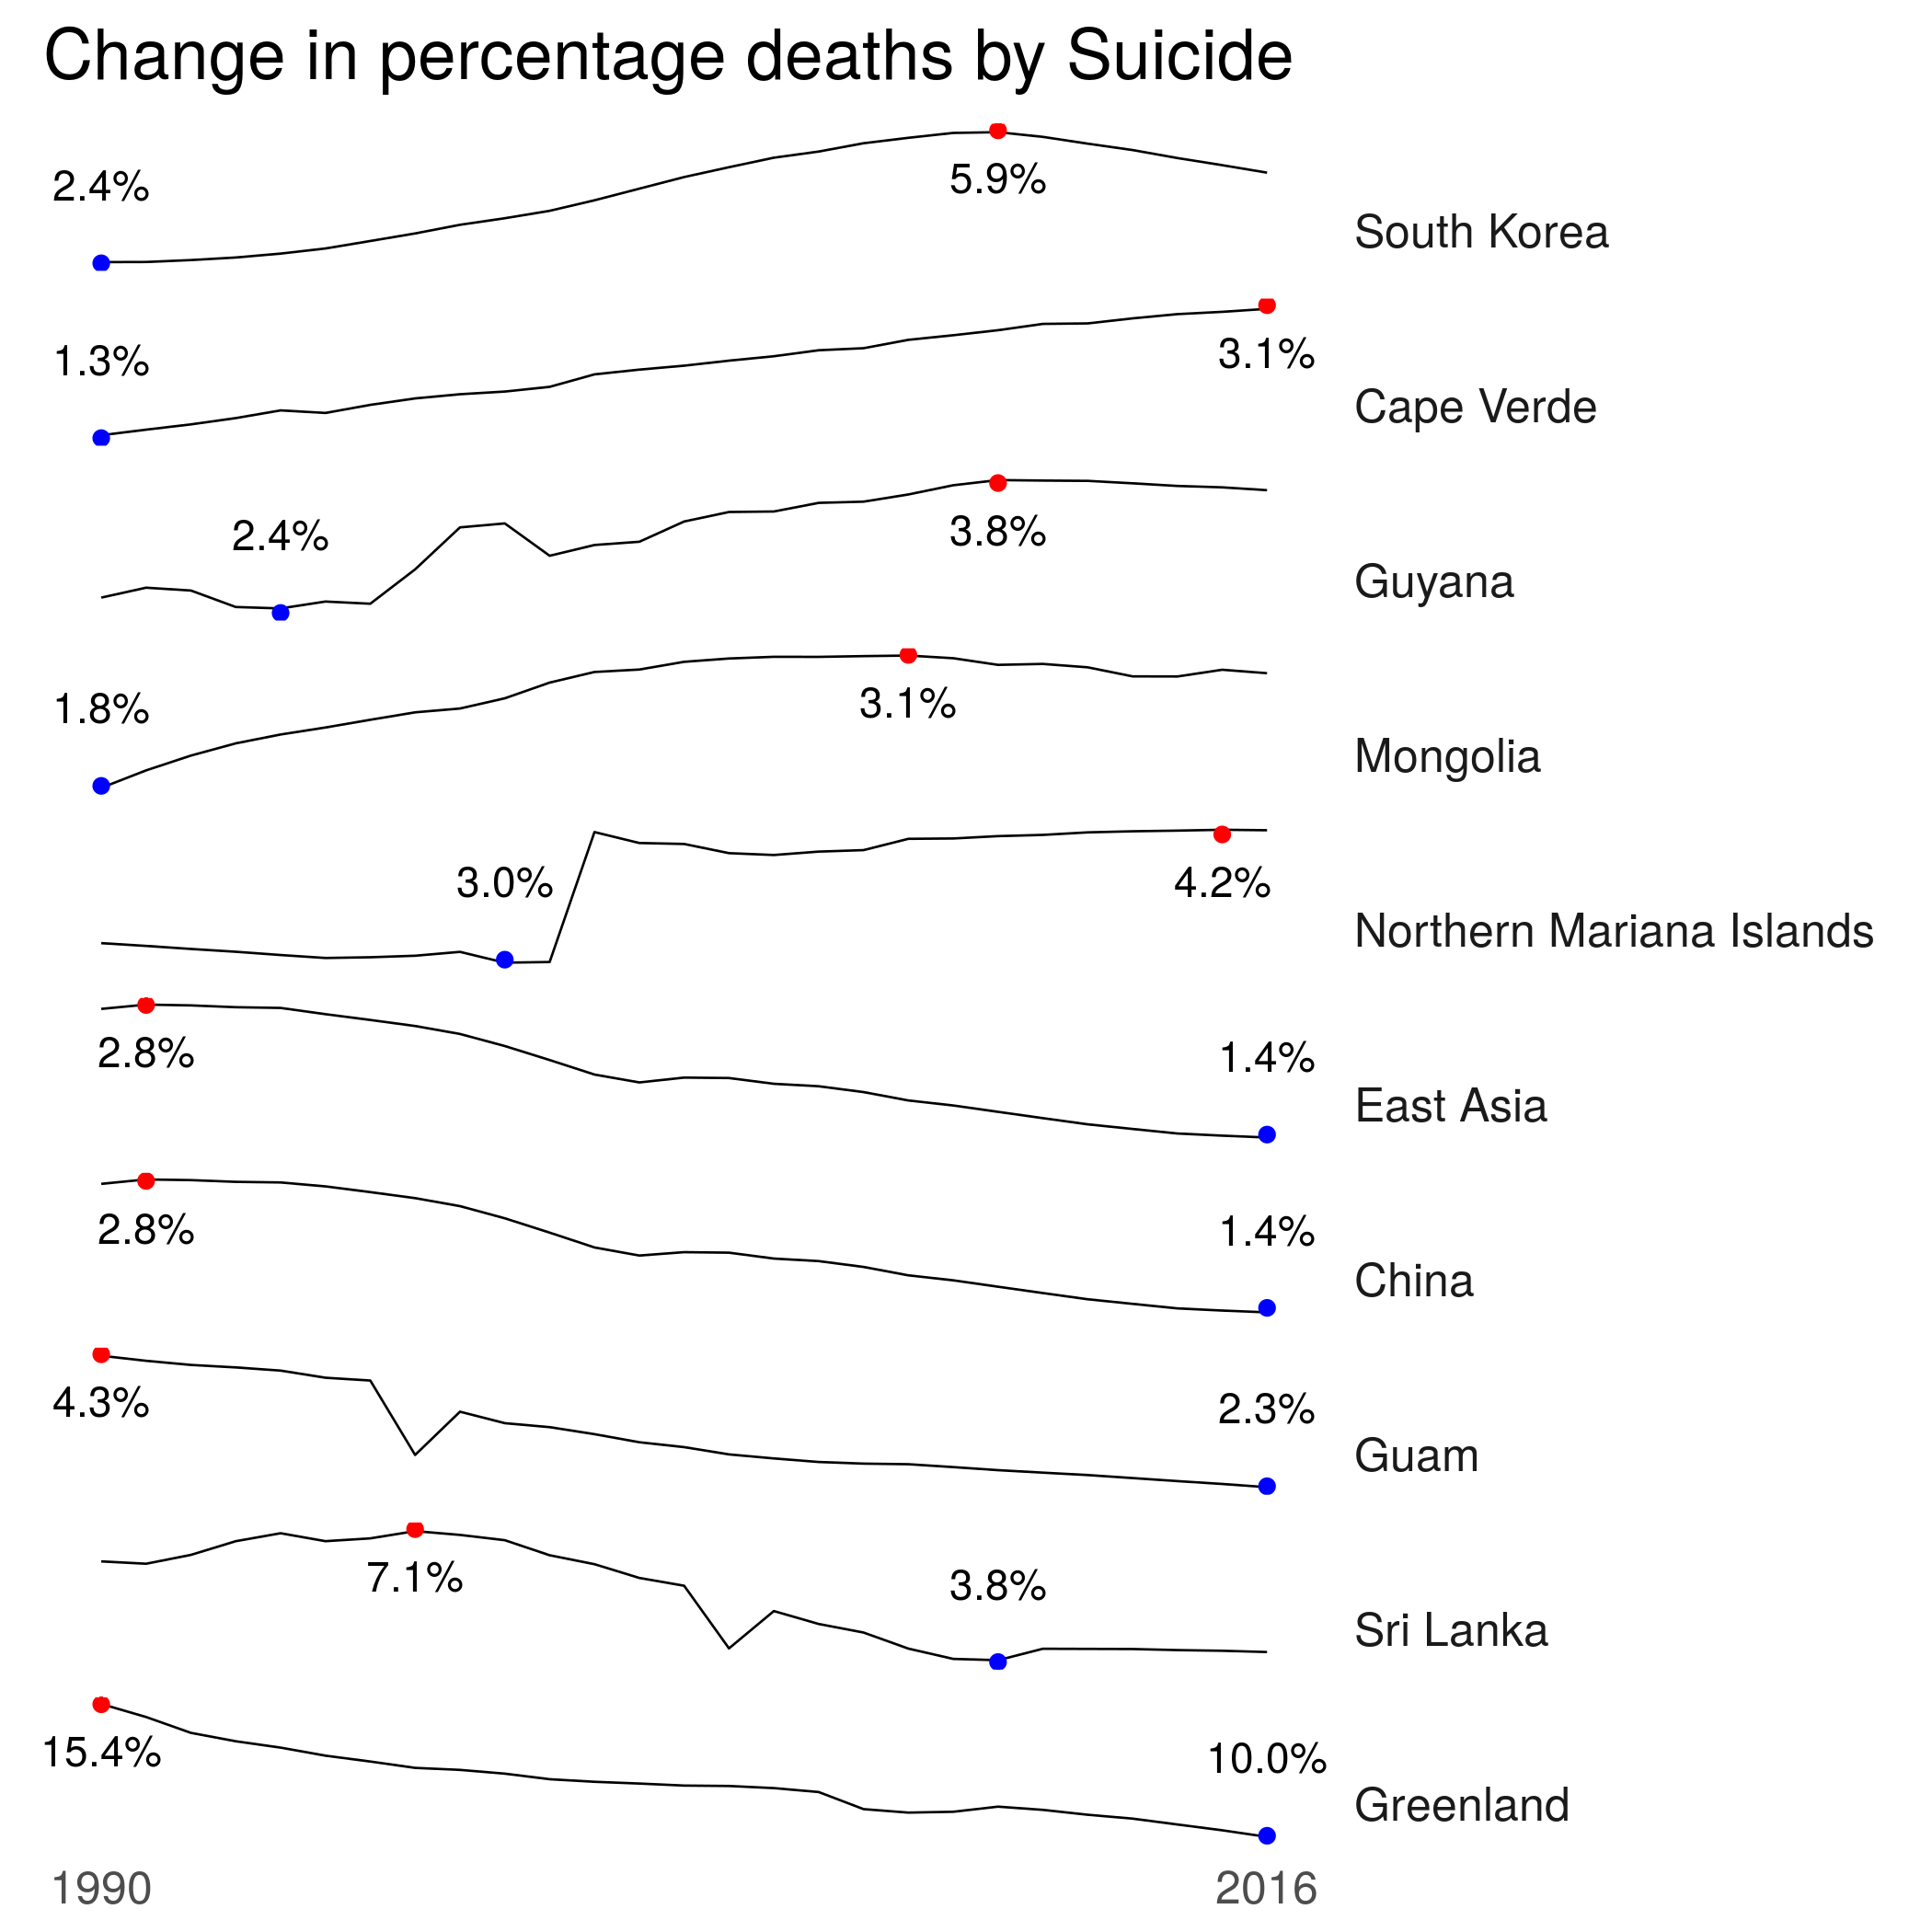 Change in percentage deaths by Suicide
2.4%
5.9%
South Korea
1.3%
3.1%
Cape Verde
2.4%
3.8%
Guyana
1.8%
3.1%
Mongolia
3.0%
4.2%
Northern Mariana Islands
2.8%
1.4%
East Asia
2.8%
1.4%
China
4.3%
2.3%
Guam
7.1%
3.8%
Sri Lanka
15.4%
10.0%
Greenland
1990
2016